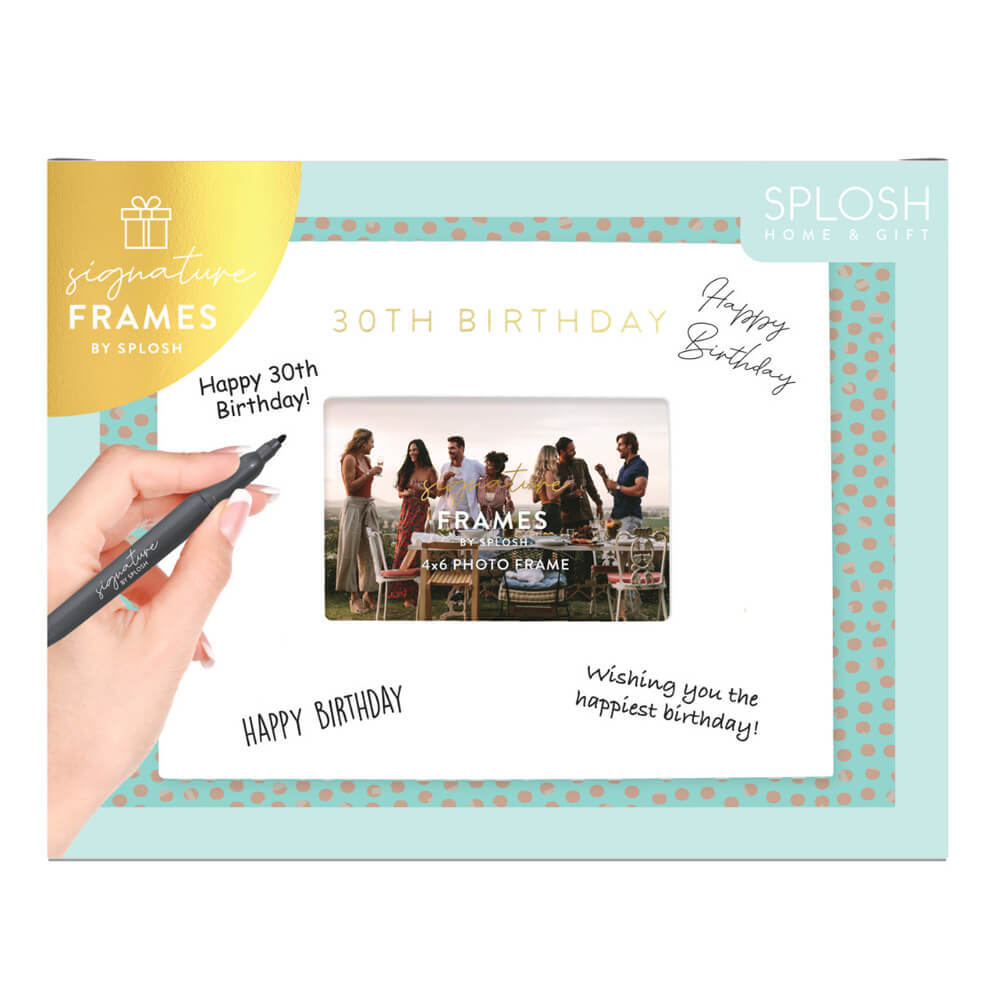 signature
FRAMES
BY SPLOSH
SPLOSH
HOME & GIFT
30TH BIRTHDAY
Happy
Birthday
Happy 30th
Birthday!
signature
FRAMES
BY SPLOSH
4x6 PHOTO FRAME
signature
BY SPLOSH
HAPPY BIRTHDAY
Wishing you the
happiest birthday!